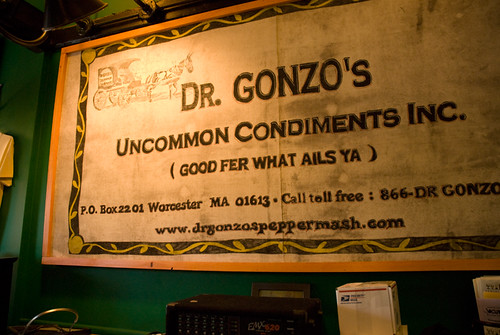 DR. GONZO'S
UNCOMMON CONDIMENTS INC.
( GOOD FER WHAT AILS YA )
P.O. Box 2201 Worcester MA 01613 • Call toll free : 866-DR GONZO
www.drgonzospeppermash.com